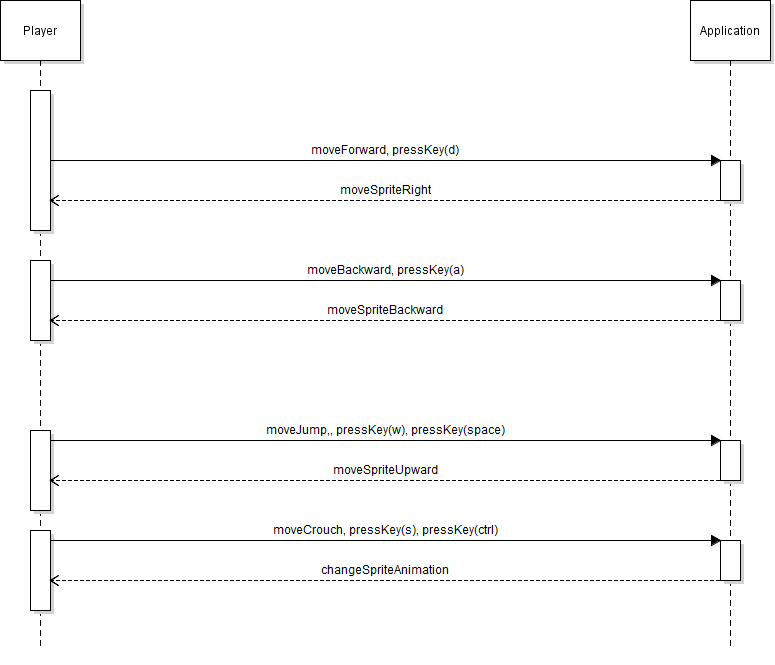 Player
Application
moveForward, pressKey(d)
moveSpriteRight
moveBackward, pressKey(a)
moveSpriteBackward
moveJump,, pressKey(w), pressKey(space)
moveSpriteUpward
moveCrouch, pressKey(s), pressKey(ctrl)
changeSpriteAnimation